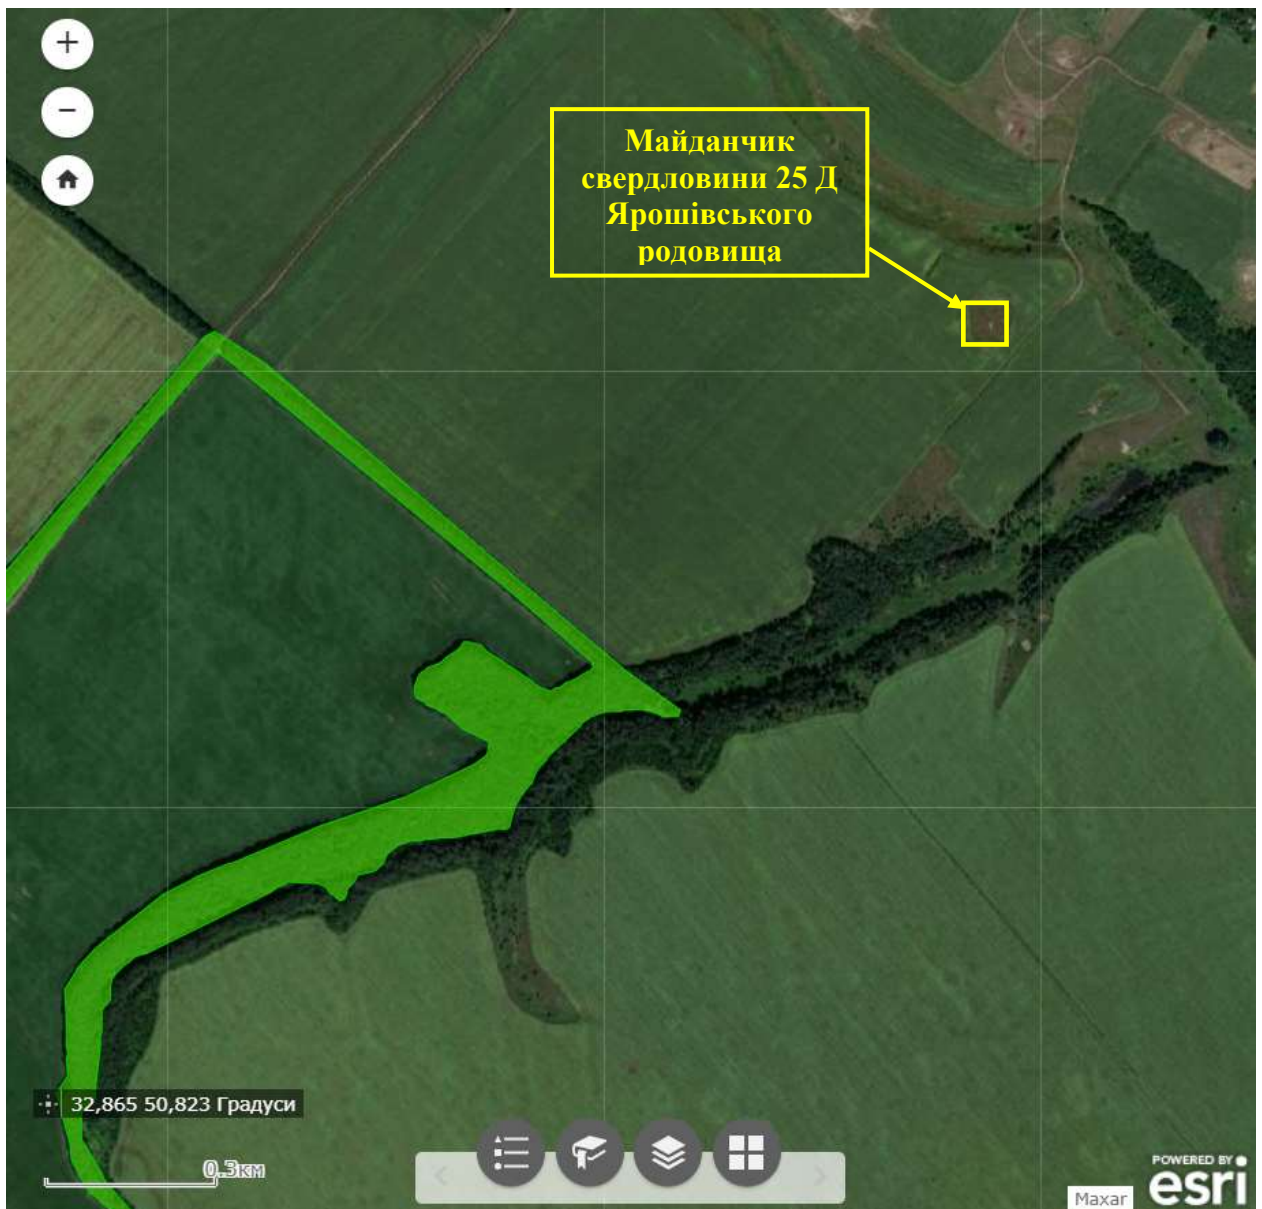 +
−
Майданчик
свердловини 25 Д
Ярошівського
родовища
32,865 50,823 Градуси
0.3км
POWERED BY
esri
Maxar